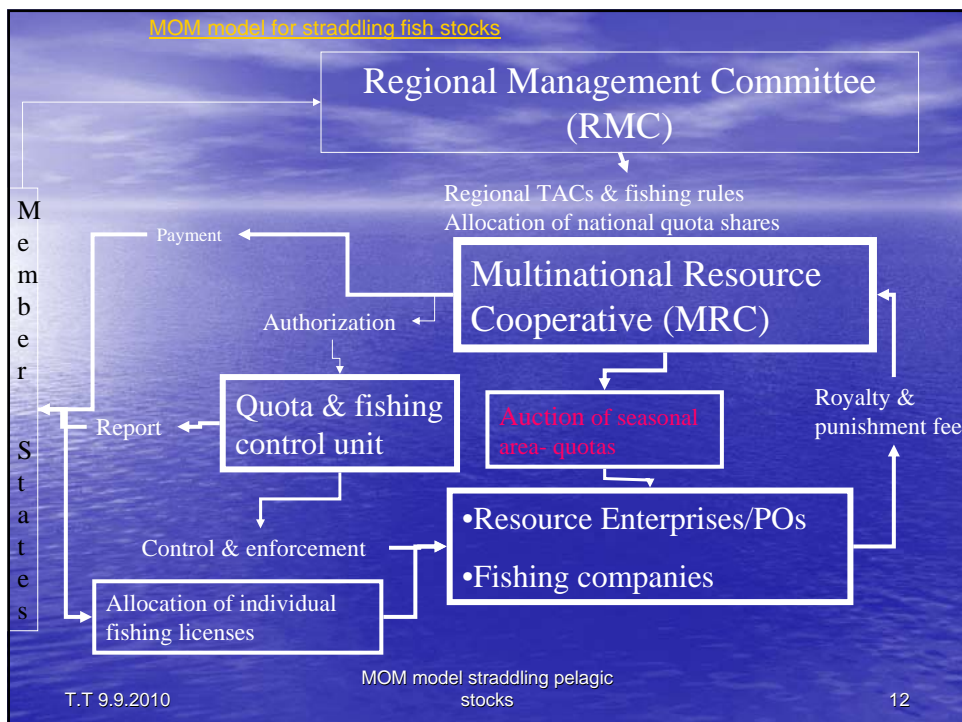 MOM model for straddling fish stocks
Regional Management Committee
(RMC)
Regional TACs & fishing rules
Allocation of national quota shares
Member States
Payment
Multinational Resource
Cooperative (MRC)
Authorization
Quota & fishing
control unit
Report
Auction of seasonal
area- quotas
Royalty &
punishment fee
•Resource Enterprises/POs
•Fishing companies
Control & enforcement
Allocation of individual
fishing licenses
T.T 9.9.2010
MOM model straddling pelagic
stocks
12